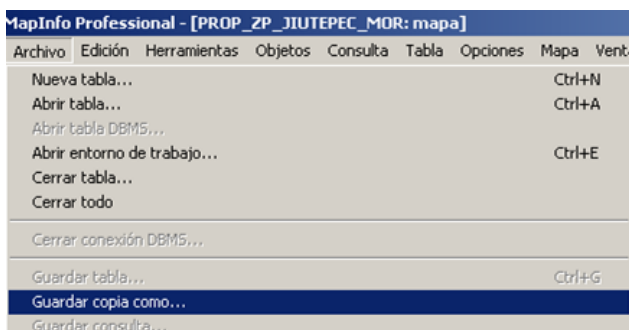 MapInfo Professional - [PROP_ZP_JIUTEPEC_MOR: mapa]
Archivo Edición Herramientas Objetos Consulta Tabla Opciones Mapa Vent
Nueva tabla... Ctrl+N
Abrir tabla... Ctrl+A
Abrir tabla DBMS...
Abrir entorno de trabajo... Ctrl+E
Cerrar tabla...
Cerrar todo
Cerrar conexión DBMS...
Guardar tabla... Ctrl+G
Guardar copia como...
Guardar consulta...